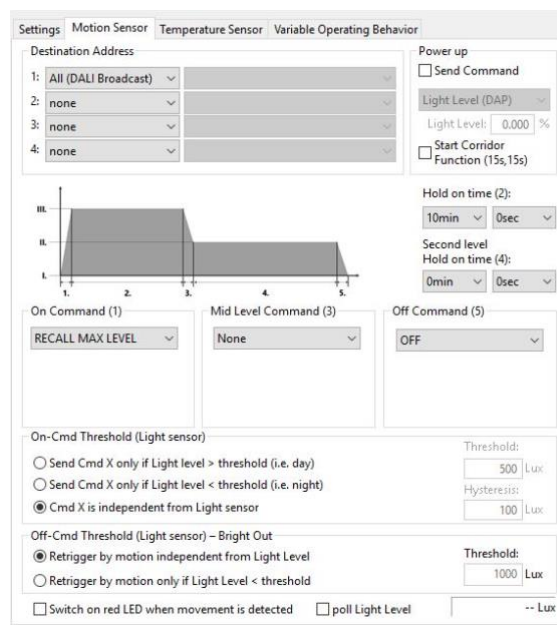 Settings Motion Sensor Temperature Sensor Variable Operating Behavior
Destination Address
1: All (DALI Broadcast)
2: none
3: none
4: none
Power up
Send Command
Light Level (DAP)
Light Level: 0.000 %
Start Corridor
Function (15s,15s)
III.
II.
I.
1. 2. 3. 4. 5.
Hold on time (2):
10min 0sec
Second level
Hold on time (4):
0min 0sec
On Command (1)
RECALL MAX LEVEL
Mid Level Command (3)
None
Off Command (5)
OFF
On-Cmd Threshold (Light sensor)
Send Cmd X only if Light level > threshold (i.e. day)
Send Cmd X only if Light level < threshold (i.e. night)
Cmd X is independent from Light sensor
Threshold:
500 Lux
Hysteresis:
100 Lux
Off-Cmd Threshold (Light sensor) – Bright Out
Retrigger by motion independent from Light Level
Retrigger by motion only if Light Level < threshold
Threshold:
1000 Lux
Switch on red LED when movement is detected poll Light Level -- Lux